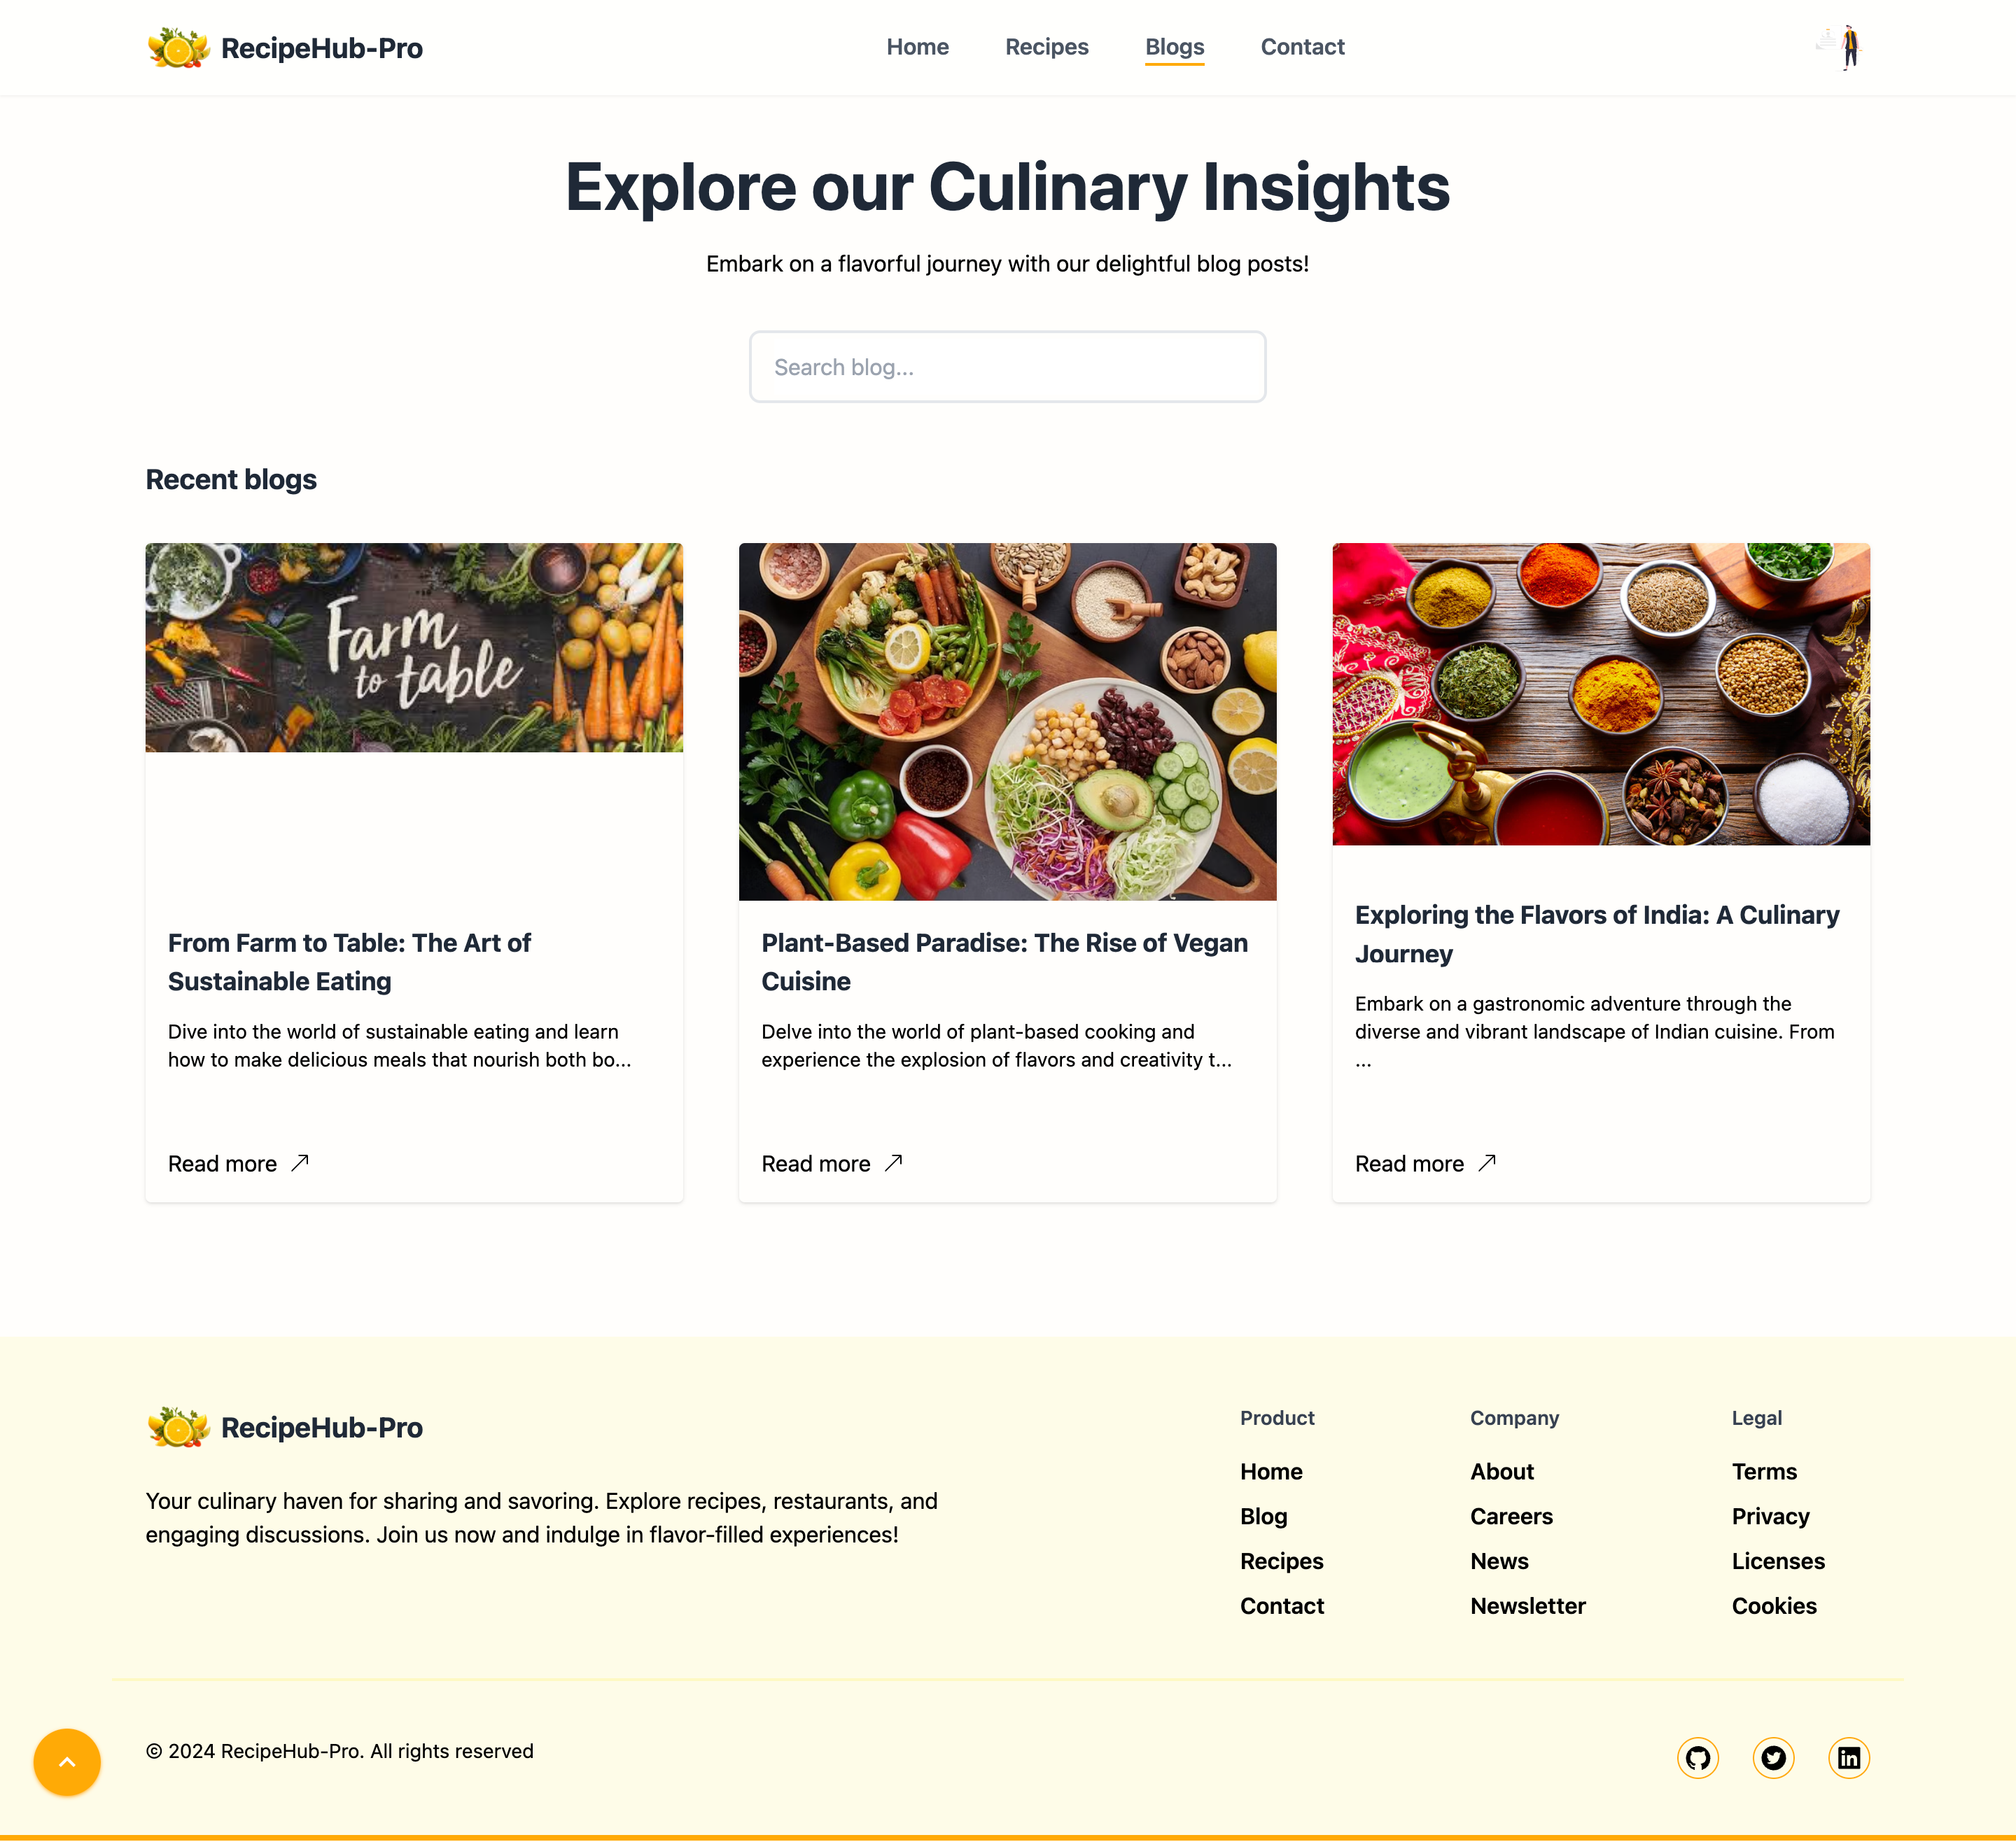 RecipeHub-Pro
Home
Recipes
Blogs
Contact
Explore our Culinary Insights
Embark on a flavorful journey with our delightful blog posts!
Search blog...
Recent blogs
Farm
to table
From Farm to Table: The Art of
Sustainable Eating
Dive into the world of sustainable eating and learn
how to make delicious meals that nourish both bo...
Read more
Plant-Based Paradise: The Rise of Vegan
Cuisine
Delve into the world of plant-based cooking and
experience the explosion of flavors and creativity t...
Read more
Exploring the Flavors of India: A Culinary
Journey
Embark on a gastronomic adventure through the
diverse and vibrant landscape of Indian cuisine. From
...
Read more
RecipeHub-Pro
Your culinary haven for sharing and savoring. Explore recipes, restaurants, and
engaging discussions. Join us now and indulge in flavor-filled experiences!
Product
Home
Blog
Recipes
Contact
Company
About
Careers
News
Newsletter
Legal
Terms
Privacy
Licenses
Cookies
© 2024 RecipeHub-Pro. All rights reserved
in